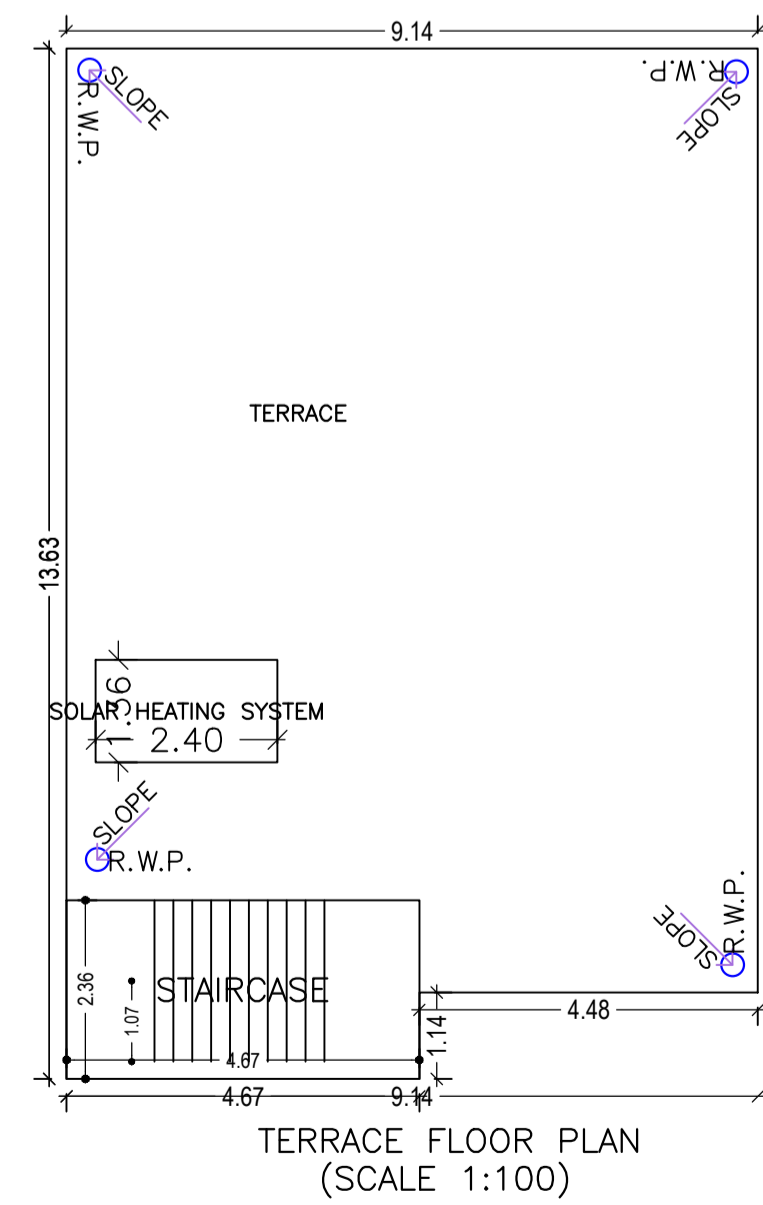 9.14
SLOPE
R.W.P.
R.W.P.
SLOPE
TERRACE
13.63
1.36
SOLAR HEATING SYSTEM
2.40
SLOPE
R.W.P.
R.W.P.
SLOPE
2.36
STAIRCASE
1.07
4.48
1.14
4.67
4.67
9.14
TERRACE FLOOR PLAN
(SCALE 1:100)